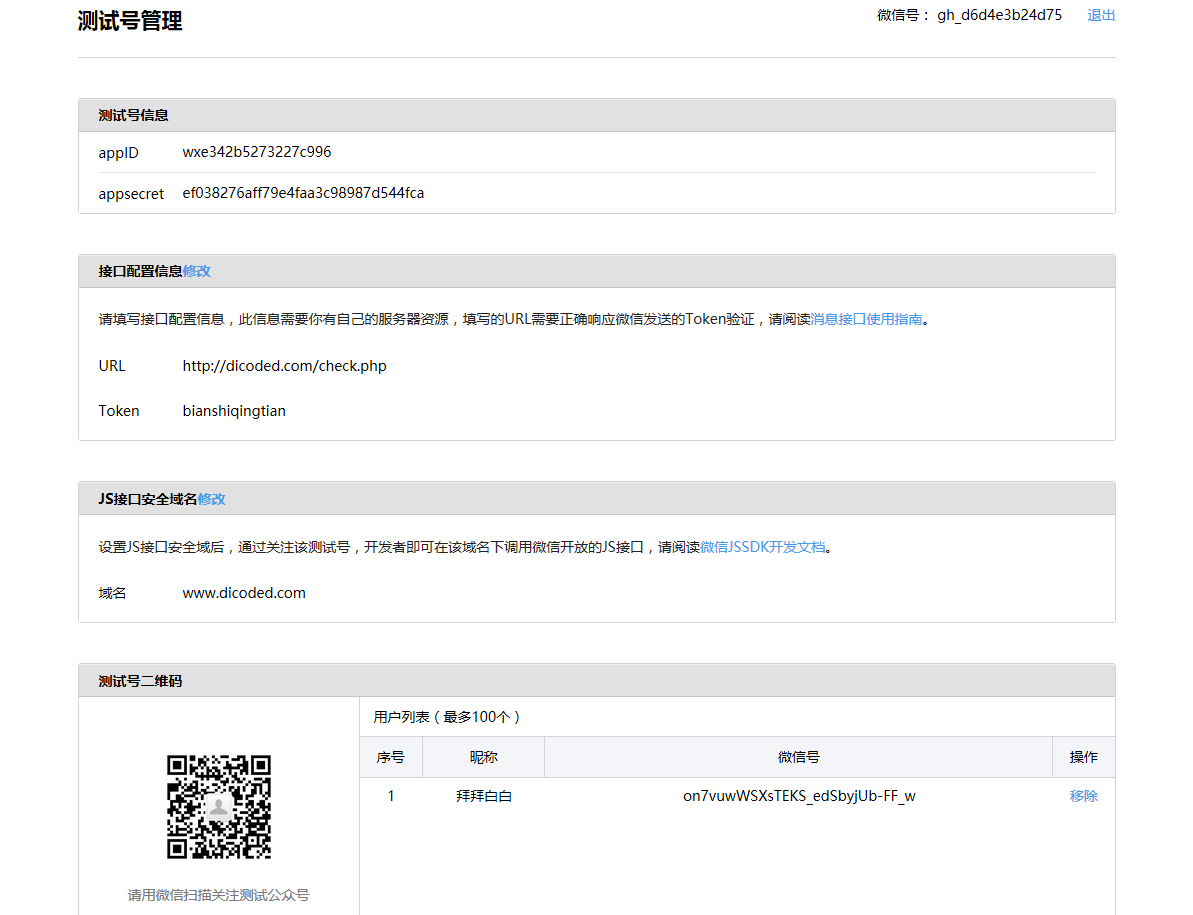 测试号管理
微信号： gh_d6d4e3b24d75 退出
测试号信息
appID wxe342b5273227c996
appsecret ef038276aff79e4faa3c98987d544fca
接口配置信息修改
请填写接口配置信息，此信息需要你有自己的服务器资源，填写的URL需要正确响应微信发送的Token验证，请阅读消息接口使用指南。
URL http://dicoded.com/check.php
Token bianshiqingtian
JS接口安全域名修改
设置JS接口安全域后，通过关注该测试号，开发者即可在该域名下调用微信开放的JS接口，请阅读微信JSSDK开发文档。
域名 www.dicoded.com
测试号二维码
用户列表（最多100个）
序号 昵称 微信号 操作
1 拜拜白白 on7vuwWSXsTEKS_edSbyjUb-FF_w 移除
请用微信扫描关注测试公众号